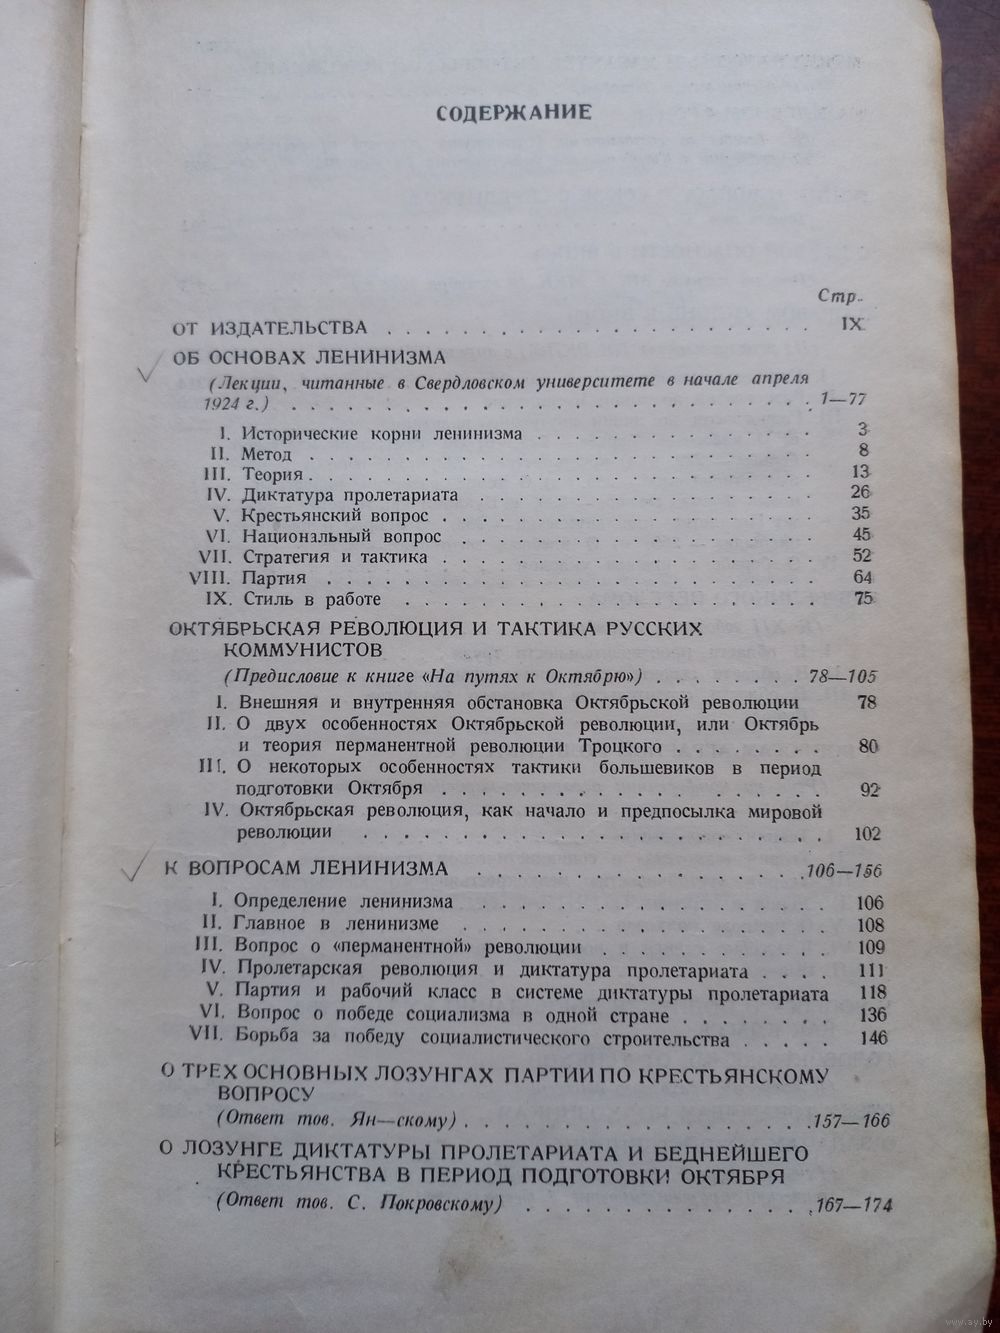 СОДЕРЖАНИЕ
Стр.
ОТ ИЗДАТЕЛЬСТВА . . . . . . . . . . . . . . . . . . . . . . IX
ОБ ОСНОВАХ ЛЕНИНИЗМА
(Лекции, читанные в Свердловском университете в начале апреля
1924 г.) . . . . . . . . . . . . . . . . . . . . . . . . . . 1—77
I. Исторические корни ленинизма . . . . . . . . . . . . . . 3
II. Метод . . . . . . . . . . . . . . . . . . . . . . . . . 8
III. Теория . . . . . . . . . . . . . . . . . . . . . . . . 13
IV. Диктатура пролетариата . . . . . . . . . . . . . . . . . 26
V. Крестьянский вопрос . . . . . . . . . . . . . . . . . . . 35
VI. Национальный вопрос . . . . . . . . . . . . . . . . . . 45
VII. Стратегия и тактика . . . . . . . . . . . . . . . . . . 52
VIII. Партия . . . . . . . . . . . . . . . . . . . . . . . . 64
IX. Стиль в работе . . . . . . . . . . . . . . . . . . . . . 75
ОКТЯБРЬСКАЯ РЕВОЛЮЦИЯ И ТАКТИКА РУССКИХ
КОММУНИСТОВ
(Предисловие к книге «На путях к Октябрю») . . . . . . . . 78—105
I. Внешняя и внутренняя обстановка Октябрьской революции 78
II. О двух особенностях Октябрьской революции, или Октябрь
и теория перманентной революции Троцкого . . . . . . . . 80
III. О некоторых особенностях тактики большевиков в период
подготовки Октября . . . . . . . . . . . . . . . . . . 92
IV. Октябрьская революция, как начало и предпосылка мировой
революции . . . . . . . . . . . . . . . . . . . . . . 102
К ВОПРОСАМ ЛЕНИНИЗМА . . . . . . . . . . . . . . . . . 106—156
I. Определение ленинизма . . . . . . . . . . . . . . . . . 106
II. Главное в ленинизме . . . . . . . . . . . . . . . . . . 108
III. Вопрос о «перманентной» революции . . . . . . . . . . . 109
IV. Пролетарская революция и диктатура пролетариата . . . . 111
V. Партия и рабочий класс в системе диктатуры пролетариата 118
VI. Вопрос о победе социализма в одной стране . . . . . . . . 136
VII. Борьба за победу социалистического строительства . . . . . 146
О ТРЕХ ОСНОВНЫХ ЛОЗУНГАХ ПАРТИИ ПО КРЕСТЬЯНСКОМУ
ВОПРОСУ
(Ответ тов. Ян—скому) . . . . . . . . . . . . . . . . . . 157—166
О ЛОЗУНГЕ ДИКТАТУРЫ ПРОЛЕТАРИАТА И БЕДНЕЙШЕГО
КРЕСТЬЯНСТВА В ПЕРИОД ПОДГОТОВКИ ОКТЯБРЯ
(Ответ тов. С. Покровскому) . . . . . . . . . . . . . . . 167—174
www.ay.by